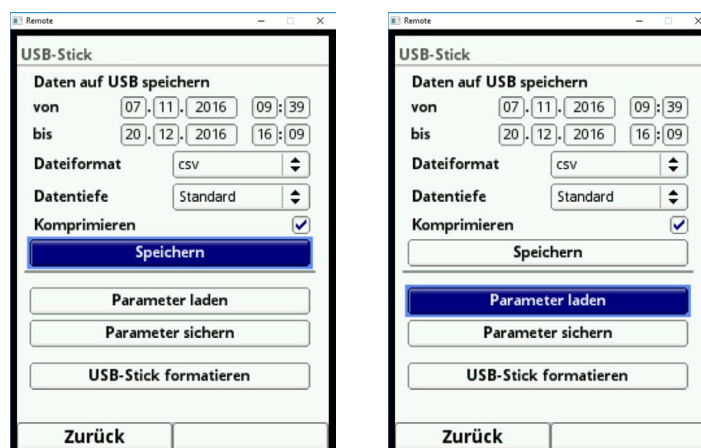 Remote
USB-Stick
Daten auf USB speichern
von 07.11.2016 09:39
bis 20.12.2016 16:09
Dateiformat csv
Datentiefe Standard
Komprimieren
Speichern
Parameter laden
Parameter sichern
USB-Stick formatieren
Zurück
Remote
USB-Stick
Daten auf USB speichern
von 07.11.2016 09:39
bis 20.12.2016 16:09
Dateiformat csv
Datentiefe Standard
Komprimieren
Speichern
Parameter laden
Parameter sichern
USB-Stick formatieren
Zurück